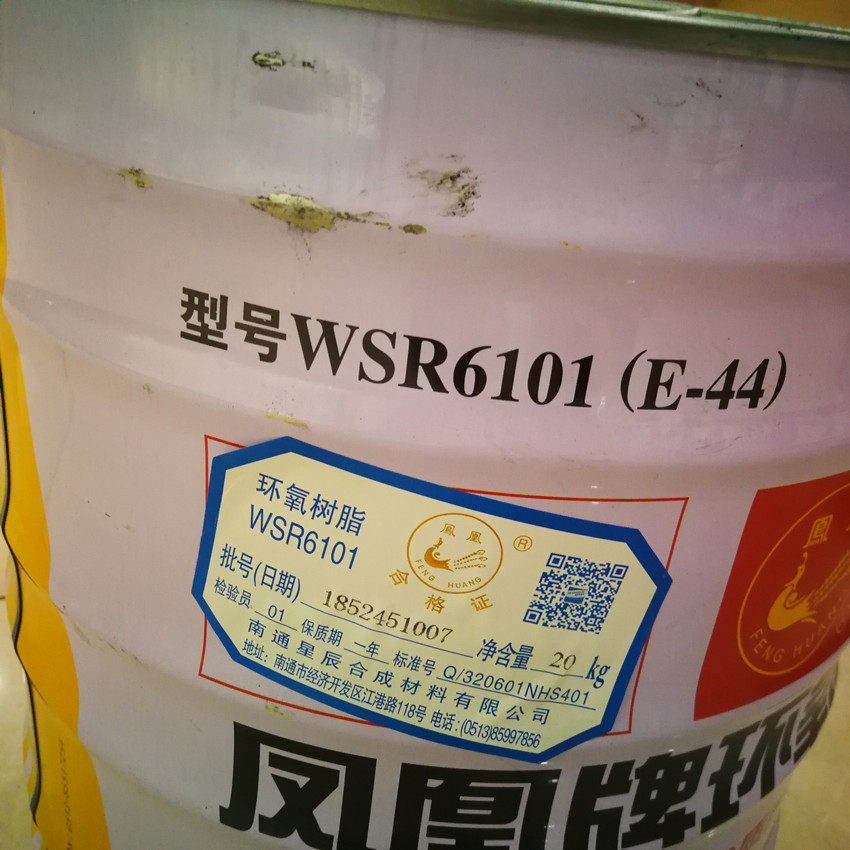 型号WSR6101 (E-44)
环氧树脂
WSR6101
鳳凰
FENG HUANG
®
合格证
批号(日期) 1852451007 净含量 20 kg
检验员 01 保质期 一年 标准号 Q/320601NHS401
南通星辰合成材料有限公司
地址:南通市经济开发区江港路118号 电话:(0513)85997856
鳳
FENG HUANG
凤凰牌环